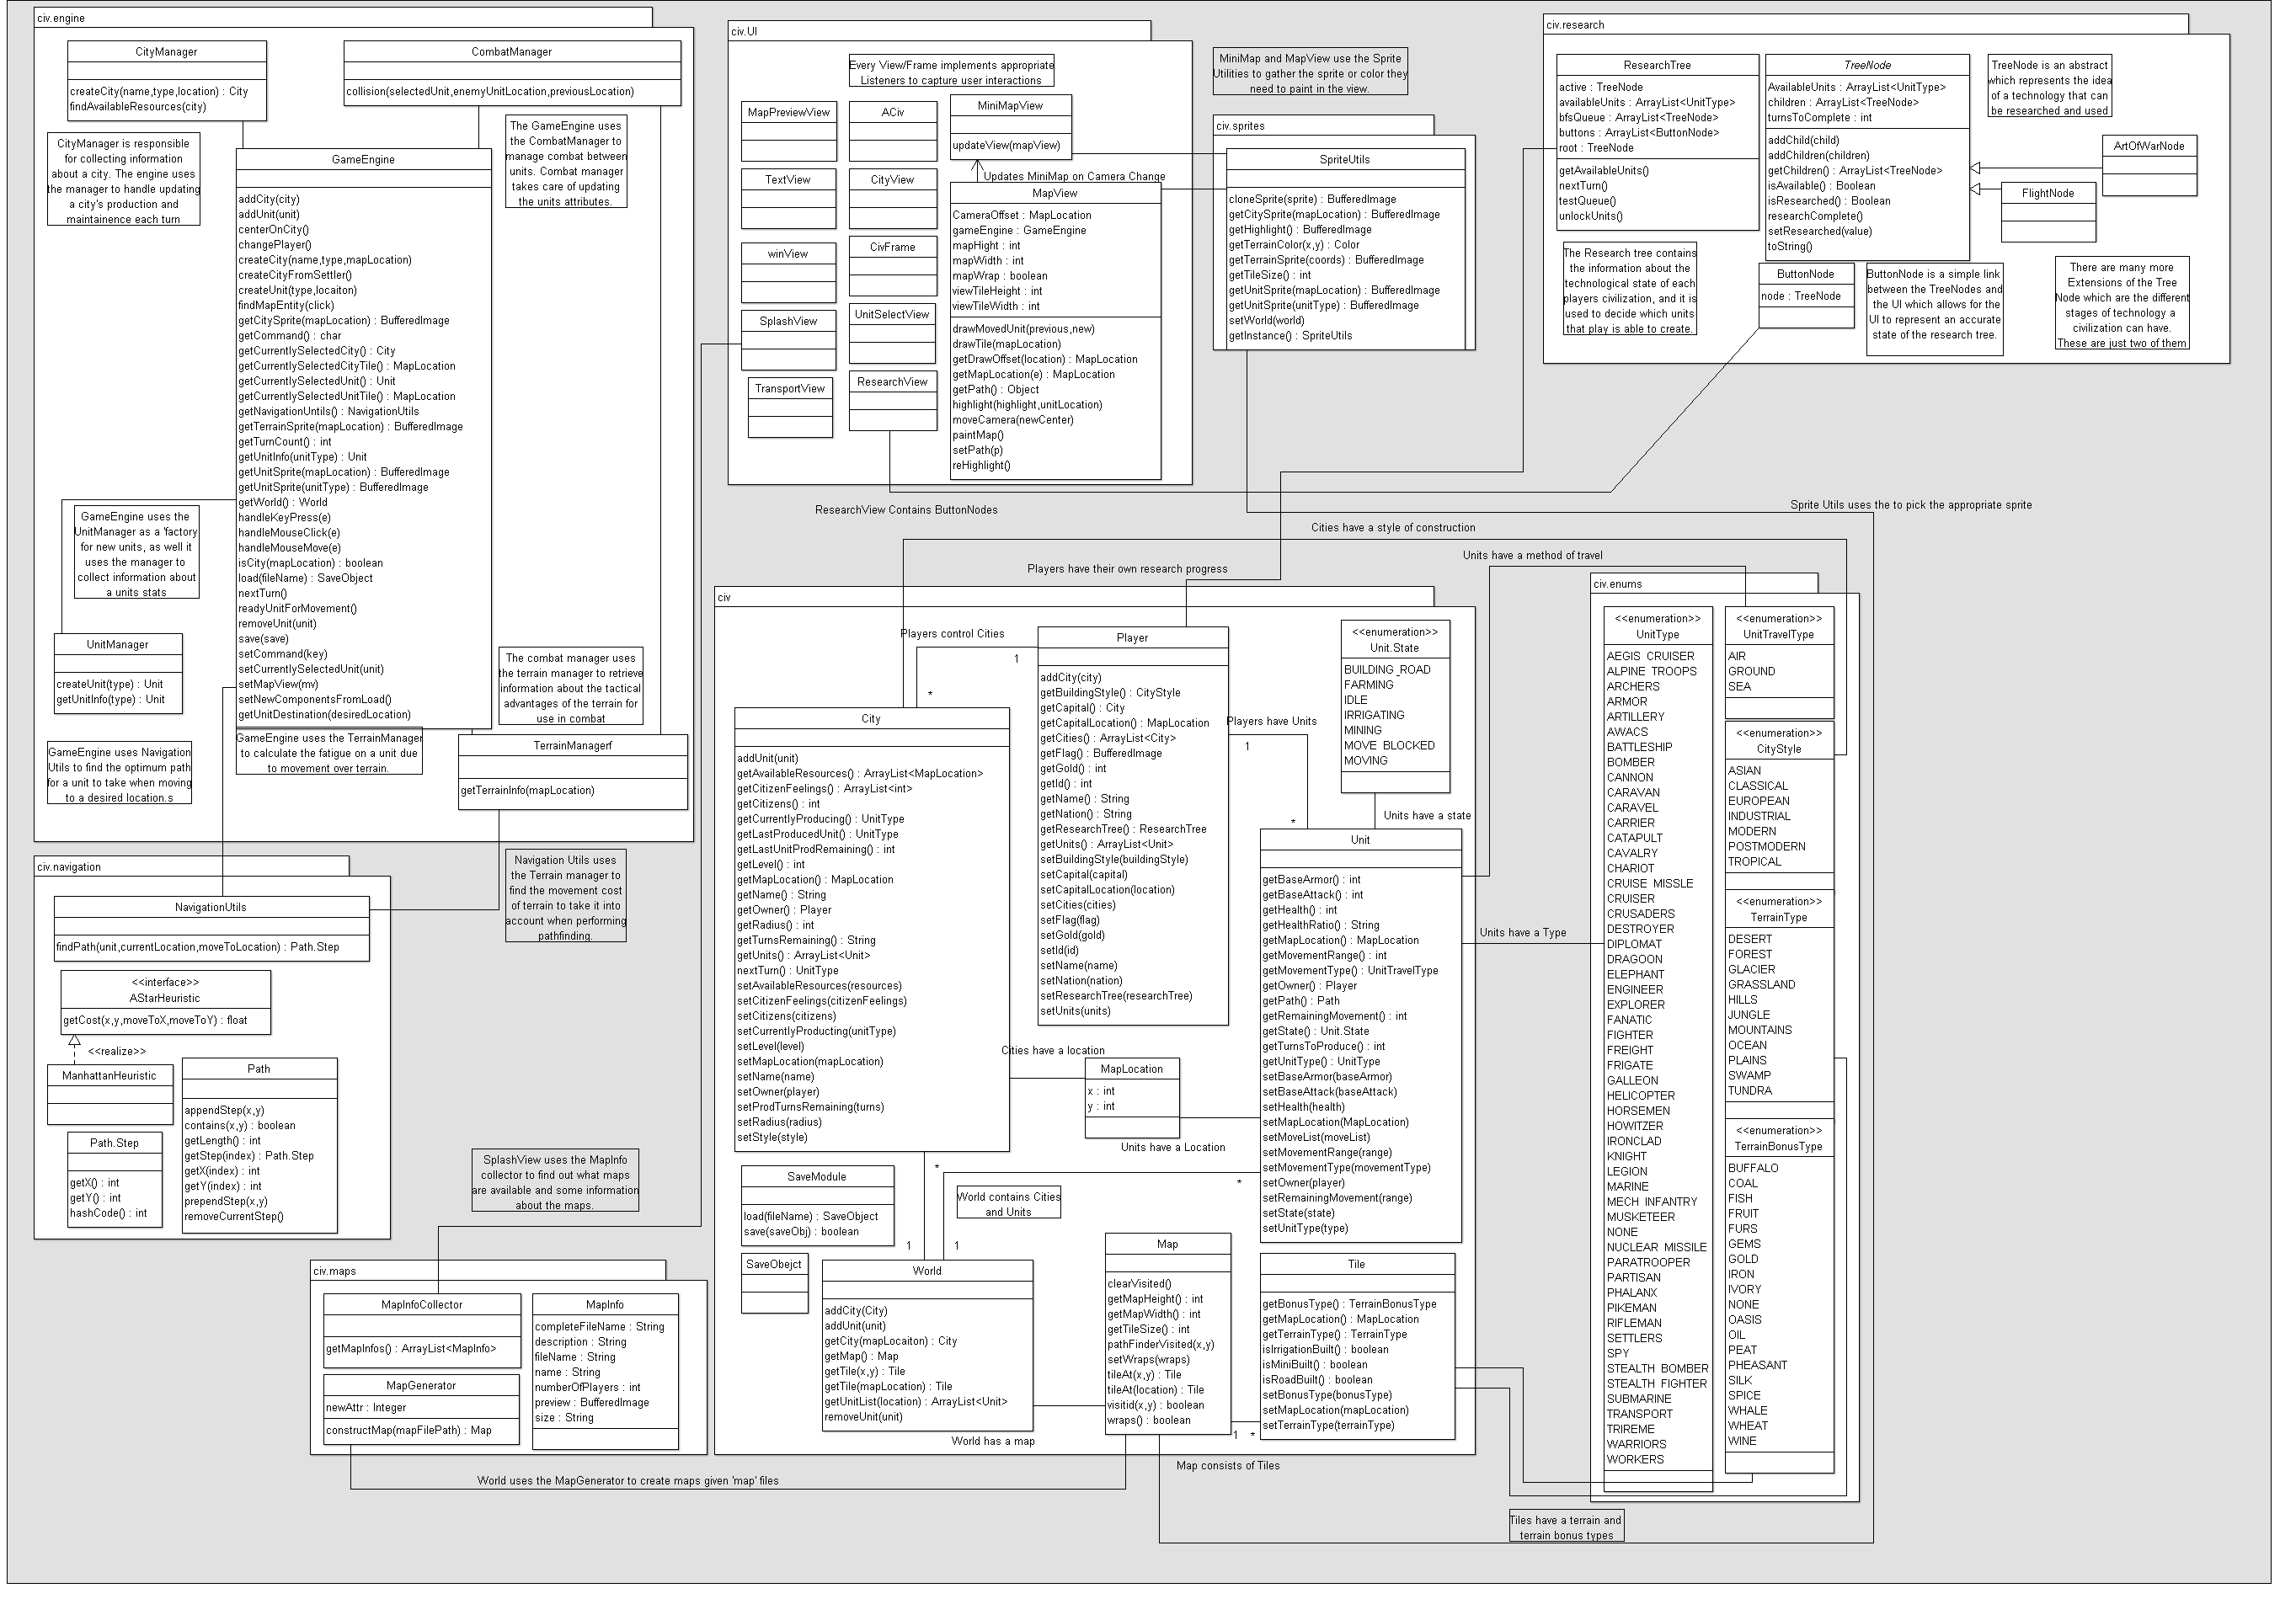 civ.engine
CityManager
createCity(name,type,location) : City
findAvailableResources(city)
CombatManager
collision(selectedUnit,enemyUnitLocation,previousLocation)
CityManager is responsible
for collecting information
about a city. The engine uses
the manager to handle updating
a city's production and
maintainence each turn
The GameEngine uses
the CombatManager to
manage combat between
units. Combat manager
takes care of updating
the units attributes.
GameEngine
addCity(city)
addUnit(unit)
centerOnCity()
changePlayer()
createCity(name,type,mapLocation)
createCityFromSettler()
createUnit(type,locaiton)
findMapEntity(click)
getCitySprite(mapLocation) : BufferedImage
getCommand() : char
getCurrentlySelectedCity() : City
getCurrentlySelectedCityTile() : MapLocation
getCurrentlySelectedUnit() : Unit
getCurrentlySelectedUnitTile() : MapLocation
getNavigationUntils() : NavigationUtils
getTerrainSprite(mapLocation) : BufferedImage
getTurnCount() : int
getUnitInfo(unitType) : Unit
getUnitSprite(mapLocation) : BufferedImage
getUnitSprite(unitType) : BufferedImage
getWorld() : World
handleKeyPress(e)
handleMouseClick(e)
handleMouseMove(e)
isCity(mapLocation) : boolean
load(fileName) : SaveObject
nextTurn()
readyUnitForMovement()
removeUnit(unit)
save(save)
setCommand(key)
setCurrentlySelectedUnit(unit)
setMapView(mv)
setNewComponentsFromLoad()
getUnitDestination(desiredLocation)
GameEngine uses the
UnitManager as a 'factory
for new units, as well it
uses the manager to
collect information about
a units stats
UnitManager
createUnit(type) : Unit
getUnitInfo(type) : Unit
GameEngine uses Navigation
Utils to find the optimum path
for a unit to take when moving
to a desired location.s
GameEngine uses the TerrainManager
to calculate the fatigue on a unit due
to movement over terrain.
The combat manager uses
the terrain manager to retrieve
information about the tactical
advantages of the terrain for
use in combat
TerrainManagerf
getTerrainInfo(mapLocation)
civ.navigation
NavigationUtils
findPath(unit,currentLocation,moveToLocation) : Path.Step
Navigation Utils uses
the Terrain manager to
find the movement cost
of terrain to take it into
account when performing
pathfinding.
<<interface>>
AStarHeuristic
getCost(x,y,moveToX,moveToY) : float
<<realize>>
ManhattanHeuristic
Path
appendStep(x,y)
contains(x,y) : boolean
getLength() : int
getStep(index) : Path.Step
getX(index) : int
getY(index) : int
prependStep(x,y)
removeCurrentStep()
Path.Step
getX() : int
getY() : int
hashCode() : int
civ.maps
MapInfoCollector
getMapInfos() : ArrayList<MapInfo>
MapGenerator
newAttr : Integer
constructMap(mapFilePath) : Map
MapInfo
completeFileName : String
description : String
fileName : String
name : String
numberOfPlayers : int
preview : BufferedImage
size : String
SplashView uses the MapInfo
collector to find out what maps
are available and some information
about the maps.
World uses the MapGenerator to create maps given 'map' files
civ.UI
Every View/Frame implements appropriate
Listeners to capture user interactions
MapPreviewView
ACiv
MiniMapView
updateView(mapView)
Updates MiniMap on Camera Change
TextView
CityView
winView
CivFrame
SplashView
UnitSelectView
TransportView
ResearchView
MapView
CameraOffset : MapLocation
gameEngine : GameEngine
mapHight : int
mapWidth : int
mapWrap : boolean
viewTileHeight : int
viewTileWidth : int
drawMovedUnit(previous,new)
drawTile(mapLocation)
getDrawOffset(location) : MapLocation
getMapLocation(e) : MapLocation
getPath() : Object
highlight(highlight,unitLocation)
moveCamera(newCenter)
paintMap()
setPath(p)
reHighlight()
MiniMap and MapView use the Sprite
Utilities to gather the sprite or color they
need to paint in the view.
civ.sprites
SpriteUtils
cloneSprite(sprite) : BufferedImage
getCitySprite(mapLocation) : BufferedImage
getHighlight() : BufferedImage
getTerrainColor(x,y) : Color
getTerrainSprite(coords) : BufferedImage
getTileSize() : int
getUnitSprite(mapLocation) : BufferedImage
getUnitSprite(unitType) : BufferedImage
setWorld(world)
getInstance() : SpriteUtils
civ.research
ResearchTree
active : TreeNode
availableUnits : ArrayList<UnitType>
bfsQueue : ArrayList<TreeNode>
buttons : ArrayList<ButtonNode>
root : TreeNode
getAvailableUnits()
nextTurn()
testQueue()
unlockUnits()
TreeNode
AvailableUnits : ArrayList<UnitType>
children : ArrayList<TreeNode>
turnsToComplete : int
addChild(child)
addChildren(children)
getChildren() : ArrayList<TreeNode>
isAvailable() : Boolean
isResearched() : Boolean
researchComplete()
setResearched(value)
toString()
TreeNode is an abstract
which represents the idea
of a technology that can
be researched and used
ArtOfWarNode
FlightNode
The Research tree contains
the information about the
technological state of each
players civilization, and it is
used to decide which units
that play is able to create.
ButtonNode
node : TreeNode
ButtonNode is a simple link
between the TreeNodes and
the UI which allows for the
UI to represent an accurate
state of the research tree.
There are many more
Extensions of the Tree
Node which are the different
stages of technology a
civilization can have.
These are just two of them
ResearchView Contains ButtonNodes
Sprite Utils uses the to pick the appropriate sprite
Cities have a style of construction
Units have a method of travel
Players have their own research progress
civ
Players control Cities
1
*
Player
addCity(city)
getBuildingStyle() : CityStyle
getCapital() : City
getCapitalLocation() : MapLocation
getCities() : ArrayList<City>
getFlag() : BufferedImage
getGold() : int
getId() : int
getName() : String
getNation() : String
getResearchTree() : ResearchTree
getUnits() : ArrayList<Unit>
setBuildingStyle(buildingStyle)
setCapital(capital)
setCapitalLocation(location)
setCities(cities)
setFlag(flag)
setGold(gold)
setId(id)
setName(name)
setNation(nation)
setResearchTree(researchTree)
setUnits(units)
Players have Units
1
*
<<enumeration>>
Unit.State
BUILDING_ROAD
FARMING
IDLE
IRRIGATING
MINING
MOVE BLOCKED
MOVING
Units have a state
City
addUnit(unit)
getAvailableResources() : ArrayList<MapLocation>
getCitizenFeelings() : ArrayList<int>
getCitizens() : int
getCurrentlyProducing() : UnitType
getLastProducedUnit() : UnitType
getLastUnitProdRemaining() : int
getLevel() : int
getMapLocation() : MapLocation
getName() : String
getOwner() : Player
getRadius() : int
getTurnsRemaining() : String
getUnits() : ArrayList<Unit>
nextTurn() : UnitType
setAvailableResources(resources)
setCitizenFeelings(citizenFeelings)
setCitizens(citizens)
setCurrentlyProducting(unitType)
setLevel(level)
setMapLocation(mapLocation)
setName(name)
setOwner(player)
setProdTurnsRemaining(turns)
setRadius(radius)
setStyle(style)
Cities have a location
MapLocation
x : int
y : int
Units have a Location
Unit
getBaseArmor() : int
getBaseAttack() : int
getHealth() : int
getHealthRatio() : String
getMapLocation() : MapLocation
getMovementRange() : int
getMovementType() : UnitTravelType
getOwner() : Player
getPath() : Path
getRemainingMovement() : int
getState() : Unit.State
getTurnsToProduce() : int
getUnitType() : UnitType
setBaseArmor(baseArmor)
setBaseAttack(baseAttack)
setHealth(health)
setMapLocation(MapLocation)
setMoveList(moveList)
setMovementRange(range)
setMovementType(movementType)
setOwner(player)
setRemainingMovement(range)
setState(state)
setUnitType(type)
Units have a Type
SaveModule
load(fileName) : SaveObject
save(saveObj) : boolean
SaveObejct
*
*
World contains Cities
and Units
1
1
World
addCity(City)
addUnit(unit)
getCity(mapLocaiton) : City
getMap() : Map
getTile(x,y) : Tile
getTile(mapLocation) : Tile
getUnitList(location) : ArrayList<Unit>
removeUnit(unit)
World has a map
Map
clearVisited()
getMapHeight() : int
getMapWidth() : int
getTileSize() : int
pathFinderVisited(x,y)
setWraps(wraps)
tileAt(x,y) : Tile
tileAt(location) : Tile
visitid(x,y) : boolean
wraps() : boolean
1
*
Map consists of Tiles
Tile
getBonusType() : TerrainBonusType
getMapLocation() : MapLocation
getTerrainType() : TerrainType
isIrrigationBuilt() : boolean
isMiniBuilt() : boolean
isRoadBuilt() : boolean
setBonusType(bonusType)
setMapLocation(mapLocation)
setTerrainType(terrainType)
civ.enums
<<enumeration>>
UnitType
AEGIS CRUISER
ALPINE TROOPS
ARCHERS
ARMOR
ARTILLERY
AWACS
BATTLESHIP
BOMBER
CANNON
CARAVAN
CARAVEL
CARRIER
CATAPULT
CAVALRY
CHARIOT
CRUISE MISSLE
CRUISER
CRUSADERS
DESTROYER
DIPLOMAT
DRAGOON
ELEPHANT
ENGINEER
EXPLORER
FANATIC
FIGHTER
FREIGHT
FRIGATE
GALLEON
HELICOPTER
HORSEMEN
HOWITZER
IRONCLAD
KNIGHT
LEGION
MARINE
MECH INFANTRY
MUSKETEER
NONE
NUCLEAR MISSILE
PARATROOPER
PARTISAN
PHALANX
PIKEMAN
RIFLEMAN
SETTLERS
SPY
STEALTH BOMBER
STEALTH FIGHTER
SUBMARINE
TRANSPORT
TRIREME
WARRIORS
WORKERS
<<enumeration>>
UnitTravelType
AIR
GROUND
SEA
<<enumeration>>
CityStyle
ASIAN
CLASSICAL
EUROPEAN
INDUSTRIAL
MODERN
POSTMODERN
TROPICAL
<<enumeration>>
TerrainType
DESERT
FOREST
GLACIER
GRASSLAND
HILLS
JUNGLE
MOUNTAINS
OCEAN
PLAINS
SWAMP
TUNDRA
<<enumeration>>
TerrainBonusType
BUFFALO
COAL
FISH
FRUIT
FURS
GEMS
GOLD
IRON
IVORY
NONE
OASIS
OIL
PEAT
PHEASANT
SILK
SPICE
WHALE
WHEAT
WINE
Tiles have a terrain and
terrain bonus types